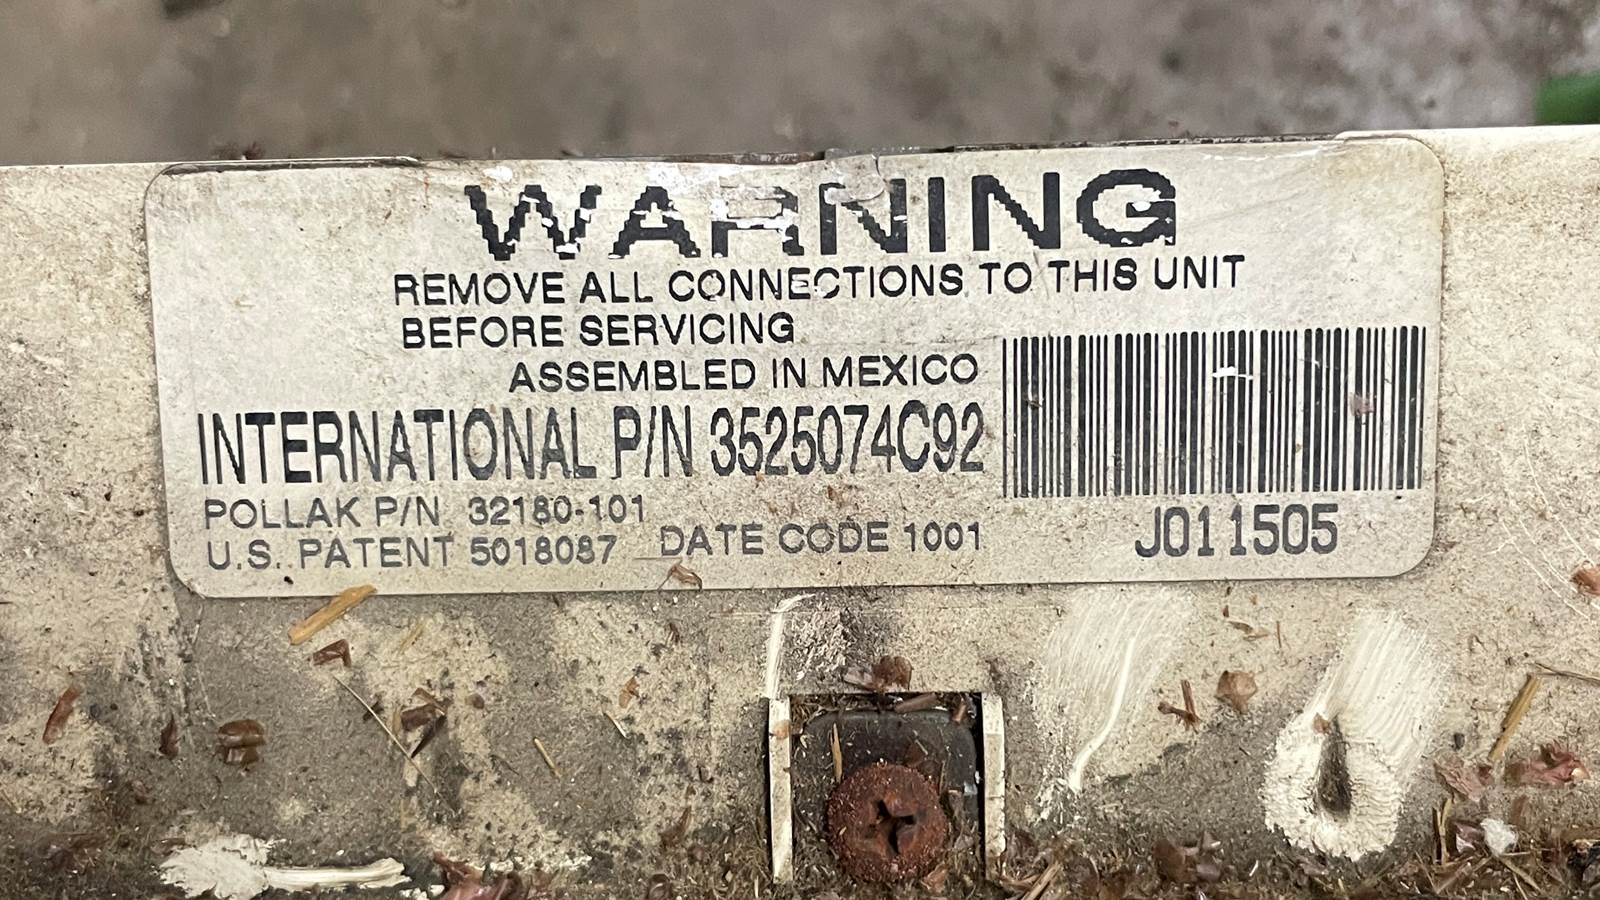 WARNING
REMOVE ALL CONNECTIONS TO THIS UNIT
BEFORE SERVICING
ASSEMBLED IN MEXICO
INTERNATIONAL P/N 3525074C92
POLLAK P/N 32180-101
U.S. PATENT 5018087 DATE CODE 1001
J011505